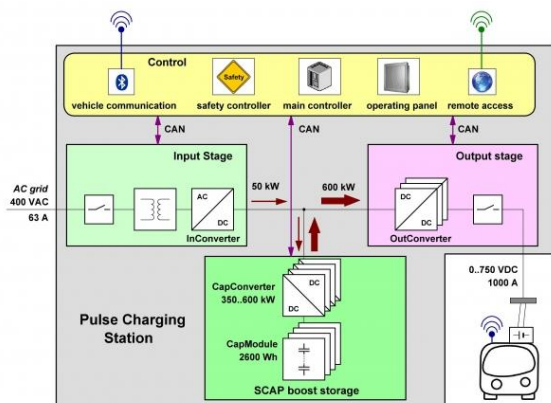 Control
Safety
vehicle communication
safety controller
main controller
operating panel
remote access
CAN
CAN
CAN
Input Stage
Output stage
AC grid
400 VAC
63 A
AC
DC
InConverter
50 kW
600 kW
DC
DC
OutConverter
CapConverter
350..600 kW
DC
DC
CapModule
2600 Wh
SCAP boost storage
Pulse Charging
Station
0..750 VDC
1000 A